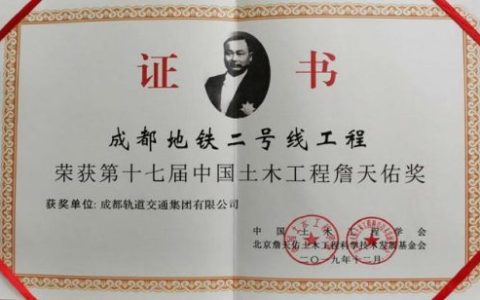 证 书
成都地铁二号线工程
荣获第十七届中国土木工程詹天佑奖
获奖单位:成都轨道交通集团有限公司
中国土木工程学会
北京詹天佑土木工程科学技术发展基金会
二〇一九年十二月